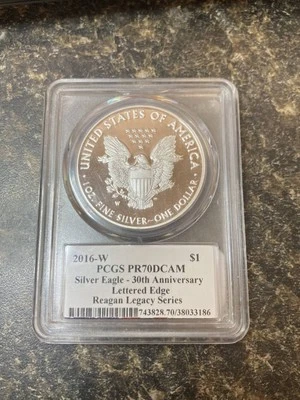 UNITED STATES OF AMERICA
1 OZ. FINE SILVER~ONE DOLLAR
2016-W $1
PCGS PR70DCAM
Silver Eagle - 30th Anniversary
Lettered Edge
Reagan Legacy Series
743828.70/38033186